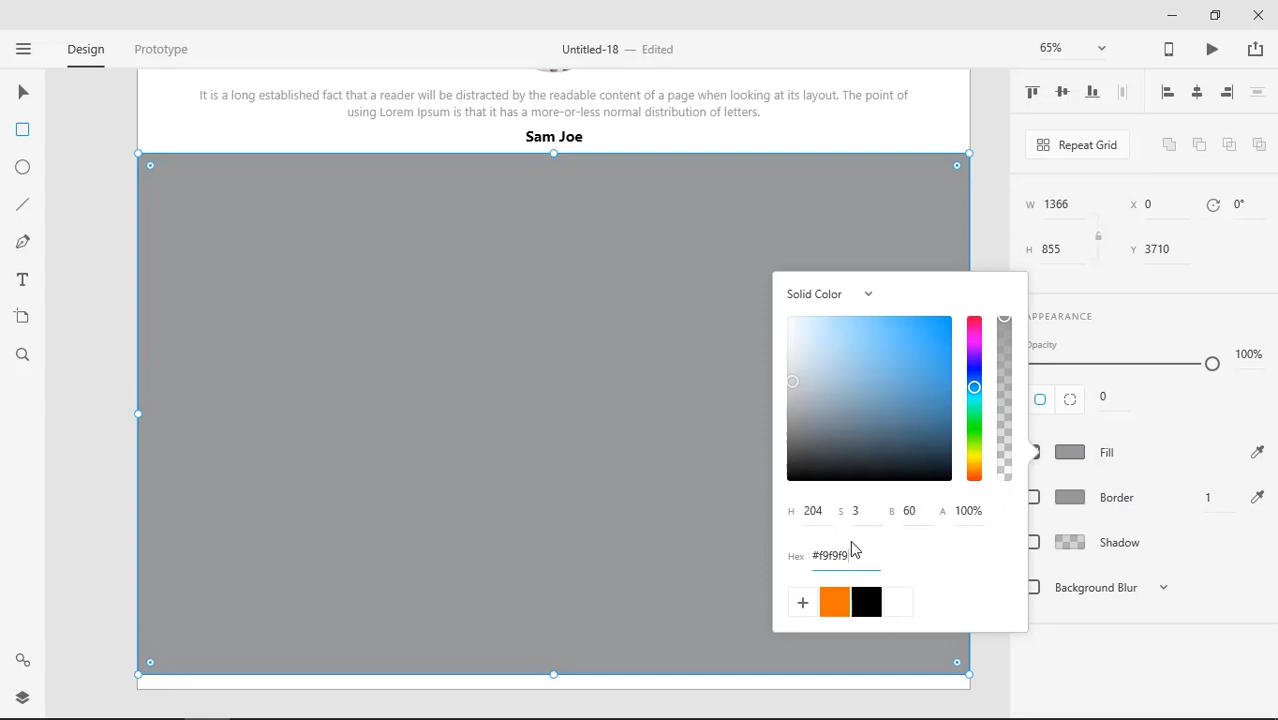 Design
Prototype
Untitled-18 — Edited
65%
It is a long established fact that a reader will be distracted by the readable content of a page when looking at its layout. The point of
using Lorem Ipsum is that it has a more-or-less normal distribution of letters.
Sam Joe
Repeat Grid
W 1366 X 0 0°
H 855 Y 3710
APPEARANCE
Opacity
100%
0
Fill
Border 1
Shadow
Background Blur
Solid Color
H 204 S 3 B 60 A 100%
Hex #f9f9f9